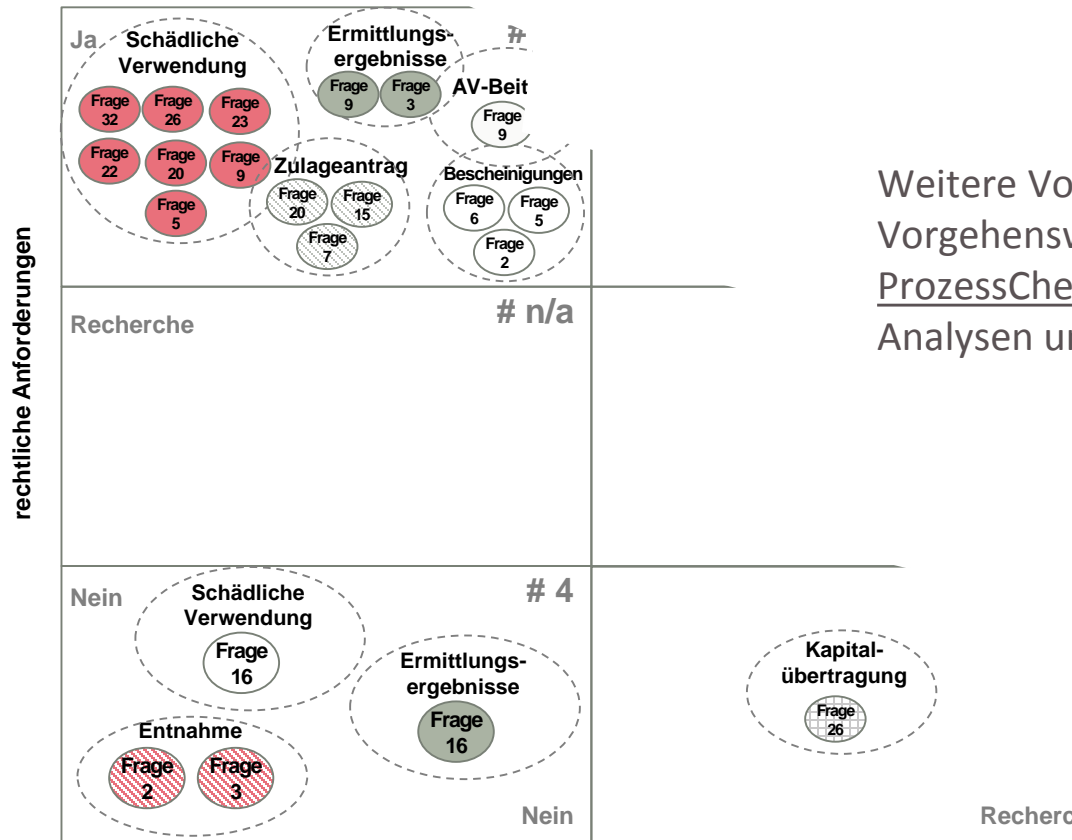 rechtliche Anforderungen
Ja
#
Schädliche
Verwendung
Frage
32
Frage
26
Frage
23
Frage
22
Frage
20
Frage
9
Frage
5
Ermittlungs-
ergebnisse
Frage
9
Frage
3
AV-Beit
Frage
9
Zulageantrag
Frage
20
Frage
15
Frage
7
Bescheinigungen
Frage
6
Frage
5
Frage
2
Weitere Vo
Vorgehensv
ProzessChe
Analysen ur
Recherche
# n/a
Nein
# 4
Schädliche
Verwendung
Frage
16
Ermittlungs-
ergebnisse
Frage
16
Entnahme
Frage
2
Frage
3
Nein
Kapital-
übertragung
Frage
26
Recherc